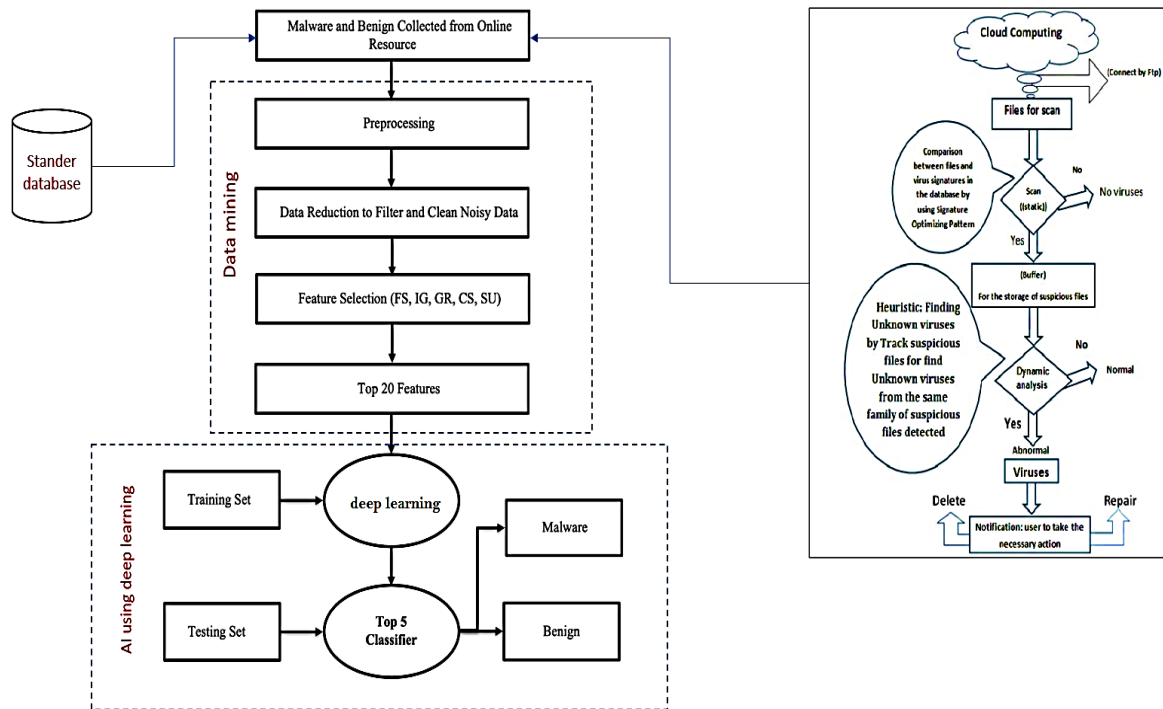 Malware and Benign Collected from Online
Resource
Stander
database
Data mining
Preprocessing
Data Reduction to Filter and Clean Noisy Data
Feature Selection (FS, IG, GR, CS, SU)
Top 20 Features
AI using deep learning
Training Set
deep learning
Malware
Testing Set
Top 5
Classifier
Benign
Cloud Computing
(Connect by Ftp)
Files for scan
Comparison
between files and
virus signatures in
the database by
using Signature
Optimizing Pattern
Scan
((static))
No
No viruses
Yes
(Buffer)
For the storage of suspicious files
Heuristic: Finding
Unknown viruses
by Track suspicious
files for find
Unknown viruses
from the same
family of suspicious
files detected
Dynamic
analysis
No
Normal
Yes
Abnormal
Viruses
Delete
Repair
Notification: user to take the
necessary action